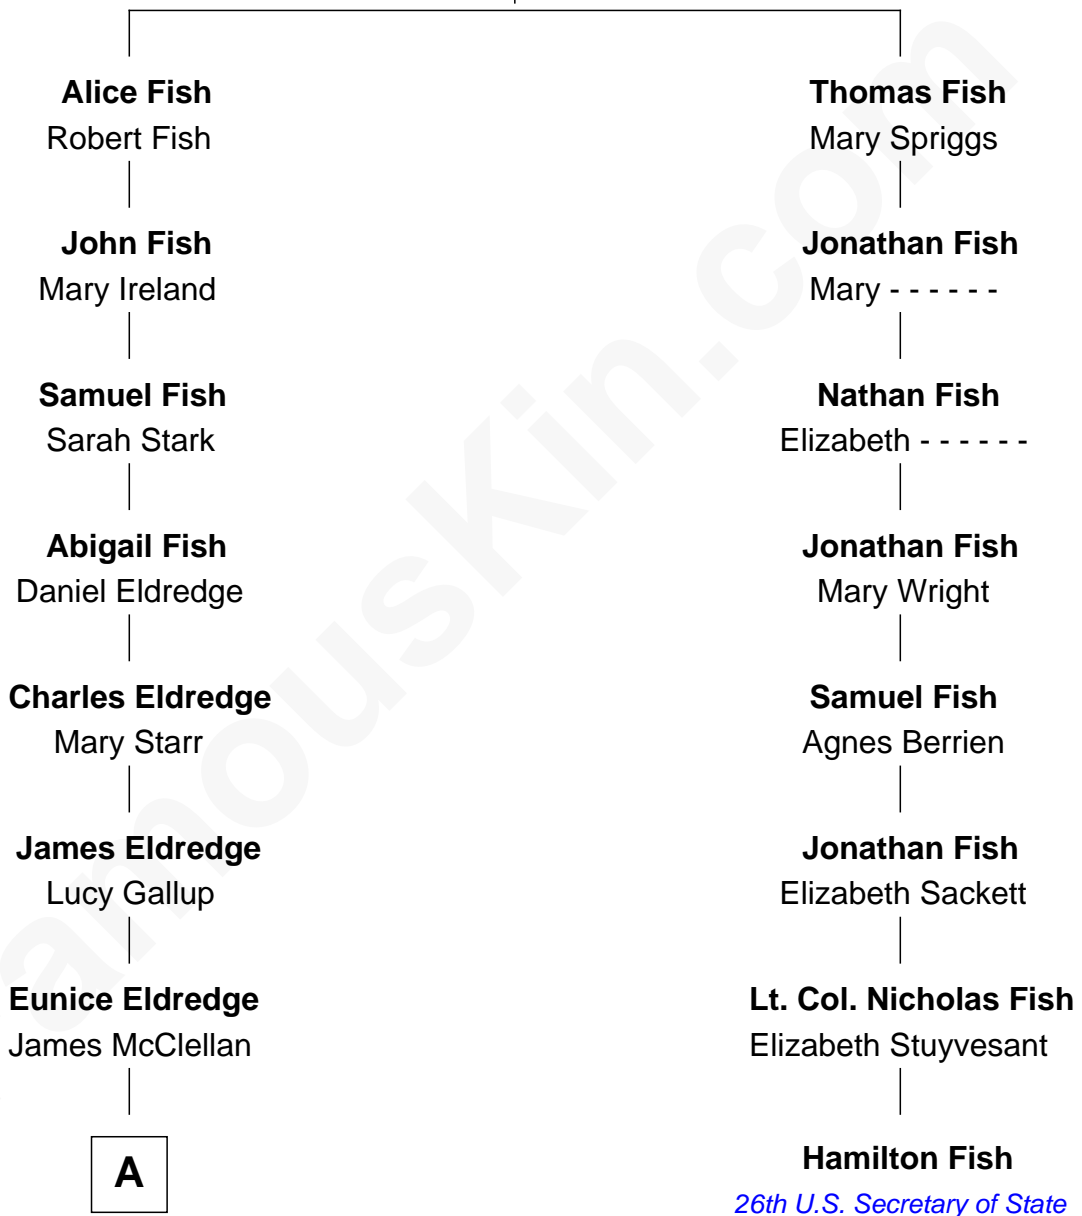 Alice Fish
Robert Fish
John Fish
Mary Ireland
Samuel Fish
Sarah Stark
Abigail Fish
Daniel Eldredge
Charles Eldredge
Mary Starr
James Eldredge
Lucy Gallup
Eunice Eldredge
James McClellan
A
Thomas Fish
Mary Spriggs
Jonathan Fish
Mary - - - - - -
Nathan Fish
Elizabeth - - - - - -
Jonathan Fish
Mary Wright
Samuel Fish
Agnes Berrien
Jonathan Fish
Elizabeth Sackett
Lt. Col. Nicholas Fish
Elizabeth Stuyvesant
Hamilton Fish
26th U.S. Secretary of State
amousKin.com